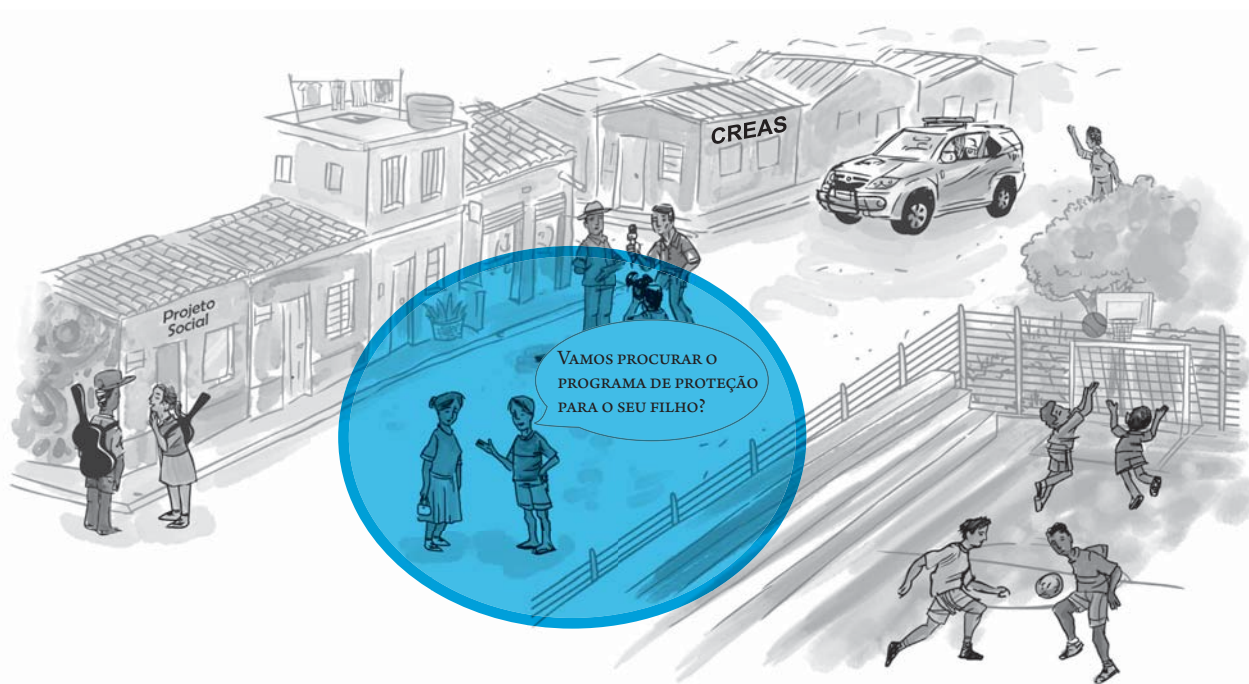 CREAS
Projeto
Social
Vamos procurar o
programa de proteção
para o seu filho?